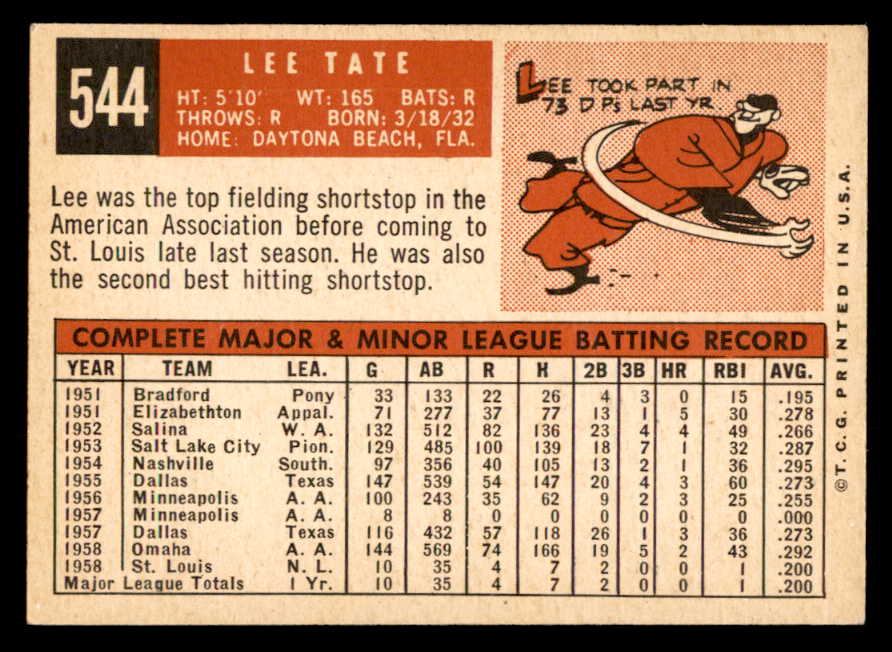 544
LEE TATE
HT: 5'10' WT: 165 BATS: R
THROWS: R BORN: 3/18/32
HOME: DAYTONA BEACH, FLA.
LEE TOOK PART IN
73 D P's LAST YR.
Lee was the top fielding shortstop in the
American Association before coming to
St. Louis late last season. He was also
the second best hitting shortstop.
COMPLETE MAJOR & MINOR LEAGUE BATTING RECORD
YEAR TEAM LEA. G AB R H 2B 3B HR RBI AVG.
1951 Bradford Pony 33 133 22 26 4 3 0 15 .195
1951 Elizabethton Appal. 71 277 37 77 13 1 5 30 .278
1952 Salina W. A. 132 512 82 136 23 4 4 49 .266
1953 Salt Lake City Pion. 129 485 100 139 18 7 1 32 .287
1954 Nashville South. 97 356 40 105 13 2 1 36 .295
1955 Dallas Texas 147 539 54 147 20 4 3 60 .273
1956 Minneapolis A. A. 100 243 35 62 9 2 3 25 .255
1957 Minneapolis A. A. 8 8 0 0 0 0 0 0 .000
1957 Dallas Texas 116 432 57 118 26 1 3 36 .273
1958 Omaha A. A. 144 569 74 166 19 5 2 43 .292
1958 St. Louis N. L. 10 35 4 7 2 0 0 1 .200
Major League Totals 1 Yr. 10 35 4 7 2 0 0 1 .200
©T. C. G. PRINTED IN U.S.A.